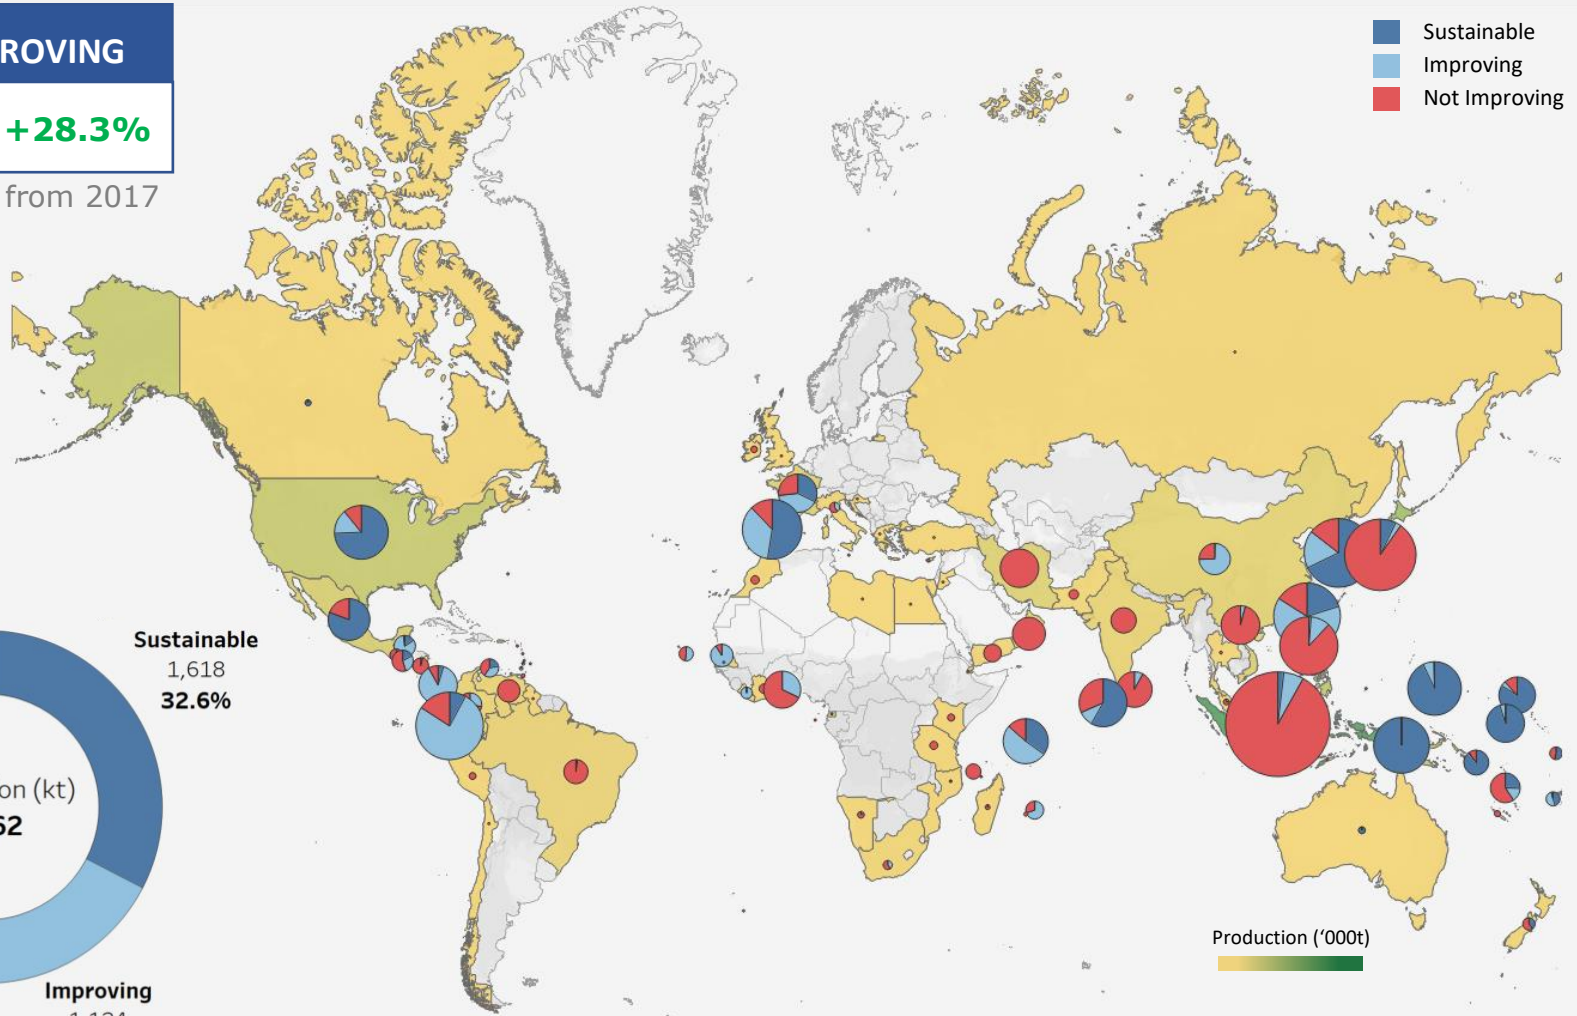 ROVING
+28.3%
from 2017
Sustainable
Improving
Not Improving
Sustainable
1,618
32.6%
on (kt)
62
Improving
Production (‘000t)